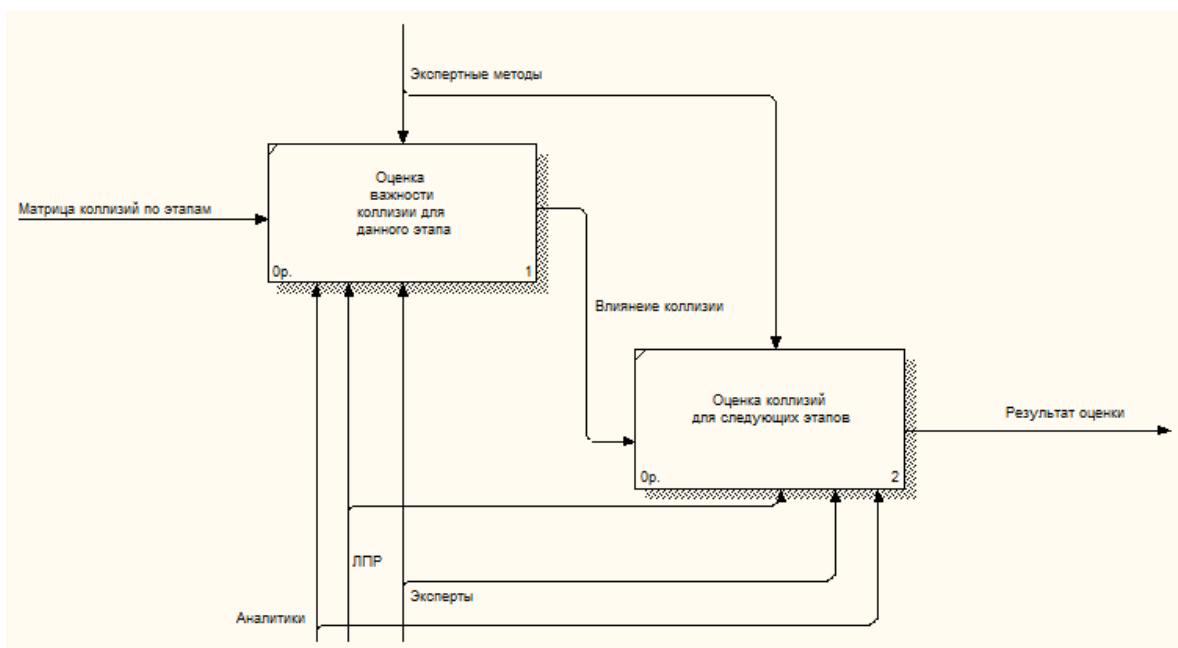 Экспертные методы
Оценка
важности
коллизии для
данного этапа
Матрица коллизий по этапам
0р.
1
Влиянеие коллизии
Оценка коллизий
для следующих этапов
Результат оценки
0р.
2
ЛПР
Эксперты
Аналитики